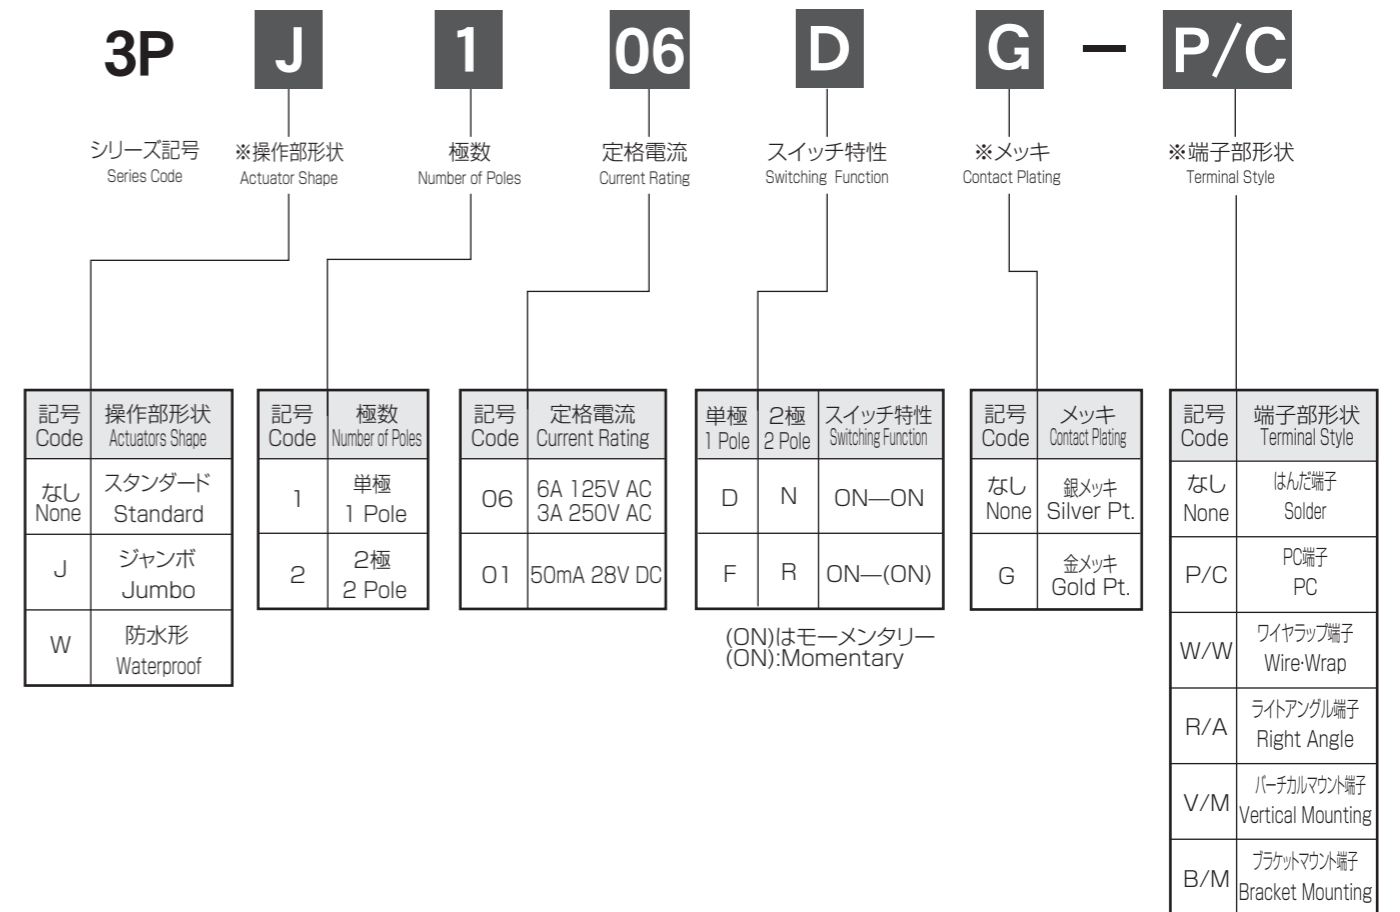 3P J 1 06 D G — P/C
シリーズ記号 ※操作部形状 極数 定格電流 スイッチ特性 ※メッキ ※端子部形状
Series Code Actuator Shape Number of Poles Current Rating Switching Function Contact Plating Terminal Style
記号 操作部形状
Code Actuators Shape
なし スタンダード
None Standard
J ジャンボ
Jumbo
W 防水形
Waterproof
記号 極数
Code Number of Poles
1 単極
1 Pole
2 2極
2 Pole
記号 定格電流
Code Current Rating
06 6A 125V AC
3A 250V AC
01 50mA 28V DC
単極 2極 スイッチ特性
1 Pole 2 Pole Switching Function
D N ON—ON
F R ON—(ON)
(ON)はモーメンタリー
(ON):Momentary
記号 メッキ
Code Contact Plating
なし 銀メッキ
None Silver Pt.
G 金メッキ
Gold Pt.
記号 端子部形状
Code Terminal Style
なし はんだ端子
None Solder
P/C PC端子
PC
W/W ワイヤラップ端子
Wire·Wrap
R/A ライトアングル端子
Right Angle
V/M バーチカルマウント端子
Vertical Mounting
B/M ブラケットマウント端子
Bracket Mounting